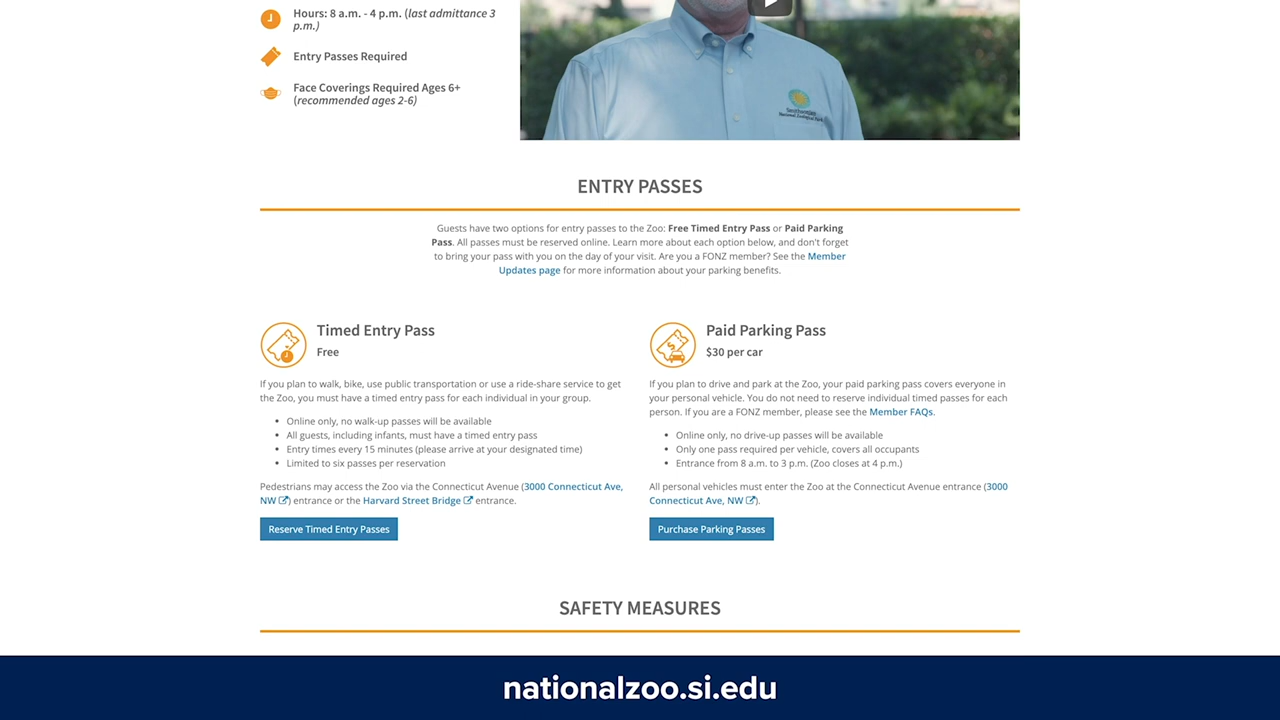 Hours: 8 a.m. - 4 p.m. (last admittance 3
p.m.)
Entry Passes Required
Face Coverings Required Ages 6+
(recommended ages 2-6)
Smithsonian
National Zoological Park
ENTRY PASSES
Guests have two options for entry passes to the Zoo: Free Timed Entry Pass or Paid Parking
Pass. All passes must be reserved online. Learn more about each option below, and don't forget
to bring your pass with you on the day of your visit. Are you a FONZ member? See the Member
Updates page for more information about your parking benefits.
Timed Entry Pass
Free
If you plan to walk, bike, use public transportation or use a ride-share service to get
the Zoo, you must have a timed entry pass for each individual in your group.
• Online only, no walk-up passes will be available
• All guests, including infants, must have a timed entry pass
• Entry times every 15 minutes (please arrive at your designated time)
• Limited to six passes per reservation
Pedestrians may access the Zoo via the Connecticut Avenue (3000 Connecticut Ave,
NW) entrance or the Harvard Street Bridge entrance.
Reserve Timed Entry Passes
Paid Parking Pass
$30 per car
If you plan to drive and park at the Zoo, your paid parking pass covers everyone in
your personal vehicle. You do not need to reserve individual timed passes for each
person. If you are a FONZ member, please see the Member FAQs.
• Online only, no drive-up passes will be available
• Only one pass required per vehicle, covers all occupants
• Entrance from 8 a.m. to 3 p.m. (Zoo closes at 4 p.m.)
All personal vehicles must enter the Zoo at the Connecticut Avenue entrance (3000
Connecticut Ave, NW).
Purchase Parking Passes
SAFETY MEASURES
nationalzoo.si.edu